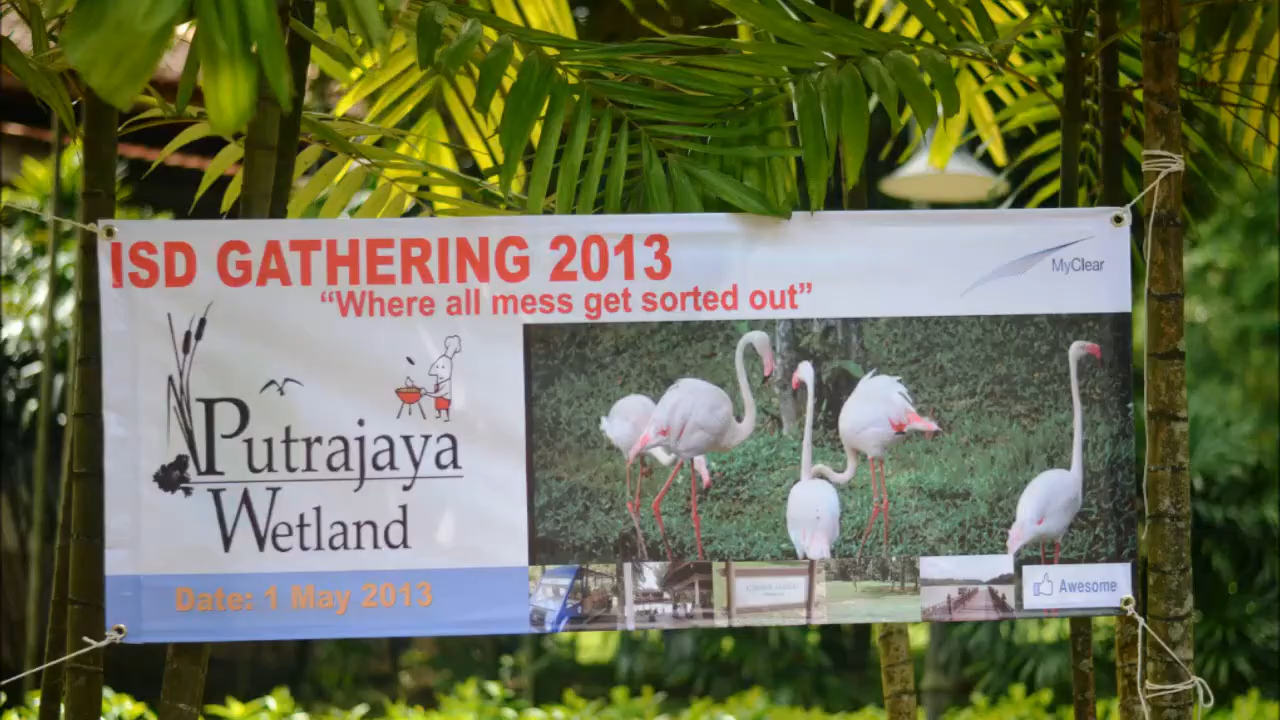 ISD GATHERING 2013
“Where all mess get sorted out”
MyClear
Putrajaya
Wetland
Date: 1 May 2013
Awesome